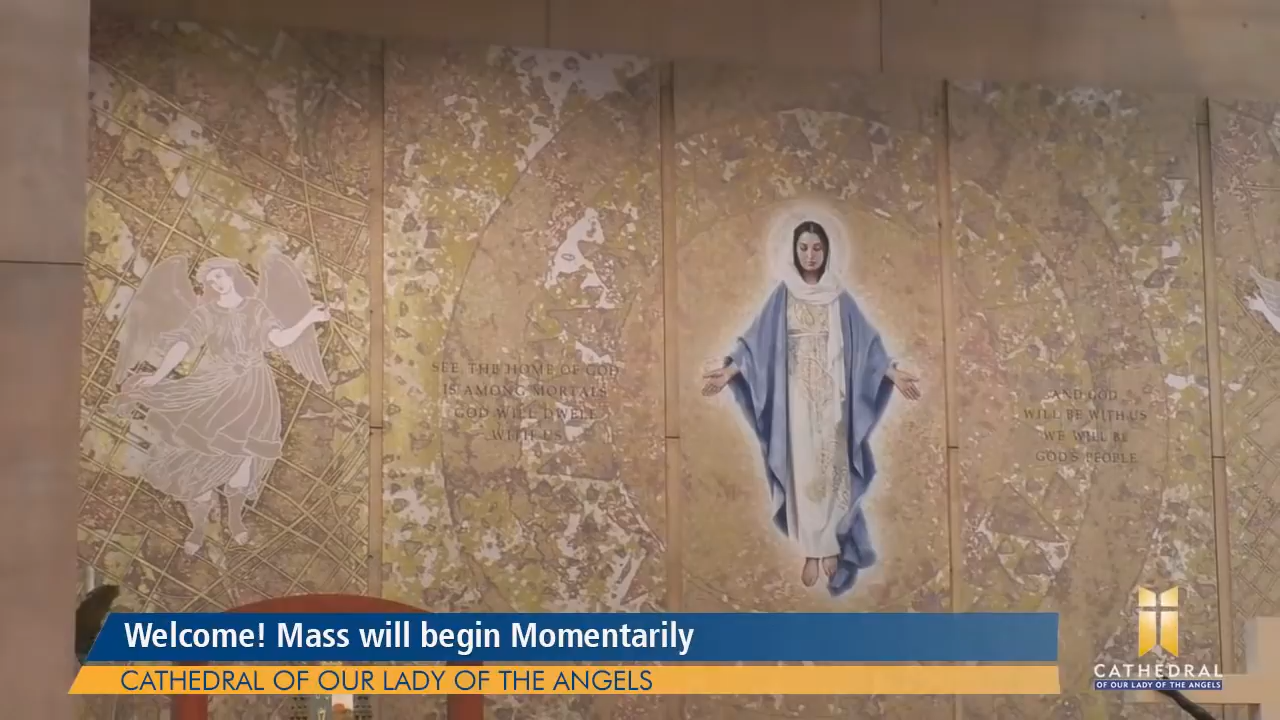 SEE, THE HOME OF GOD
IS AMONG MORTALS
GOD WILL DWELL
WITH US
AND GOD
WILL BE WITH US
WE WILL BE
GOD'S PEOPLE
Welcome! Mass will begin Momentarily
CATHEDRAL OF OUR LADY OF THE ANGELS
CATHEDRAL
OF OUR LADY OF THE ANGELS